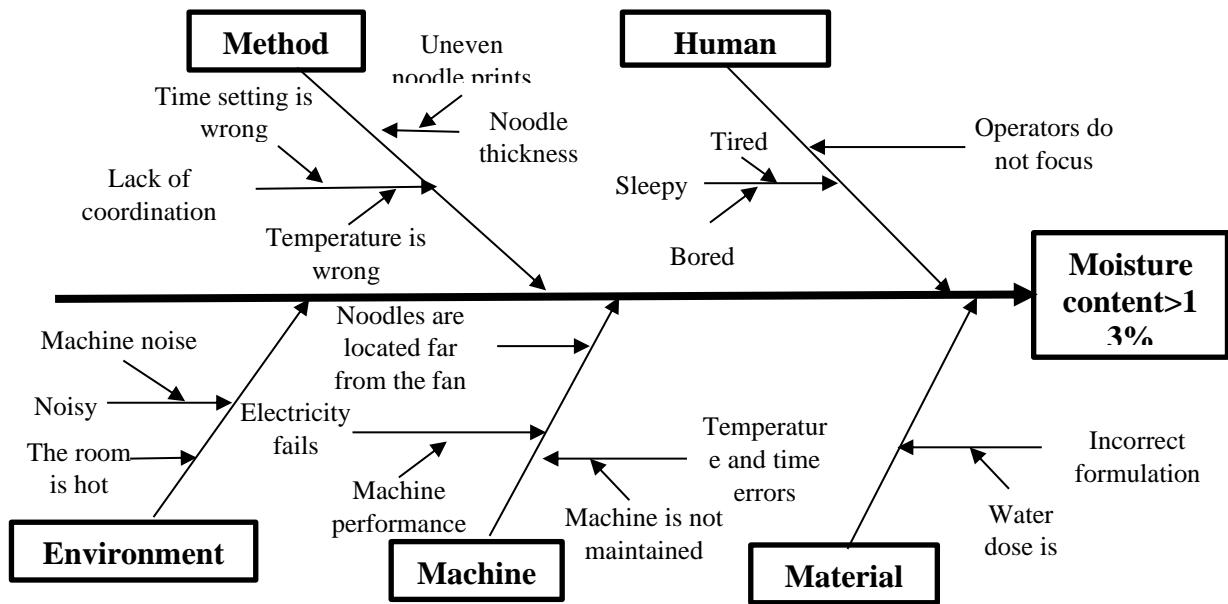 Method
Uneven
noodle prints
Human
Time setting is
wrong
Noodle
thickness
Tired
Operators do
not focus
Lack of
coordination
Sleepy
Temperature is
wrong
Bored
Moisture
content>1
3%
Noodles are
located far
from the fan
Machine noise
Noisy
Electricity
fails
The room
is hot
Temperatur
e and time
errors
Incorrect
formulation
Machine
performance
Machine is not
maintained
Water
dose is
Environment
Machine
Material